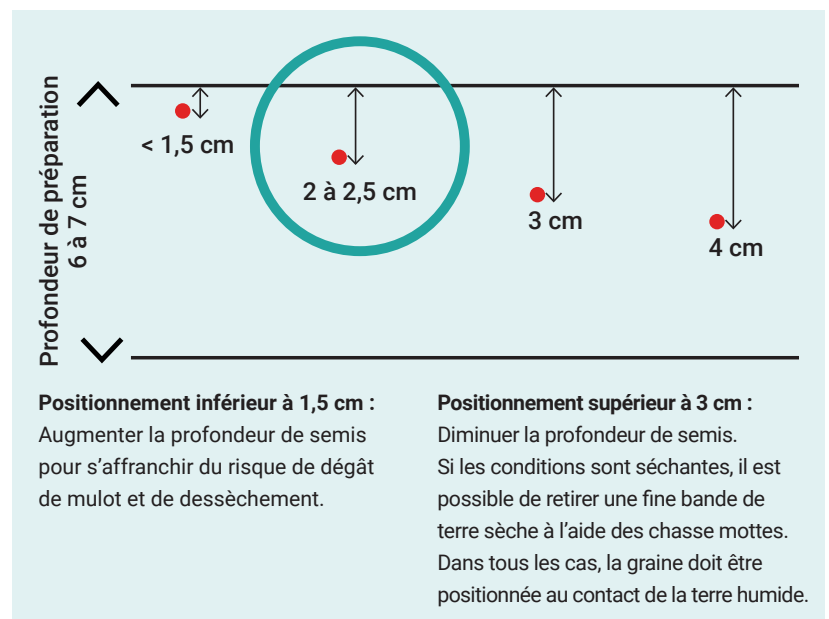 Profondeur de préparation
6 à 7 cm
< 1,5 cm
2 à 2,5 cm
3 cm
4 cm
Positionnement inférieur à 1,5 cm :
Augmenter la profondeur de semis
pour s’affranchir du risque de dégât
de mulot et de dessèchement.
Positionnement supérieur à 3 cm :
Diminuer la profondeur de semis.
Si les conditions sont séchantes, il est
possible de retirer une fine bande de
terre sèche à l’aide des chasse mottes.
Dans tous les cas, la graine doit être
positionnée au contact de la terre humide.